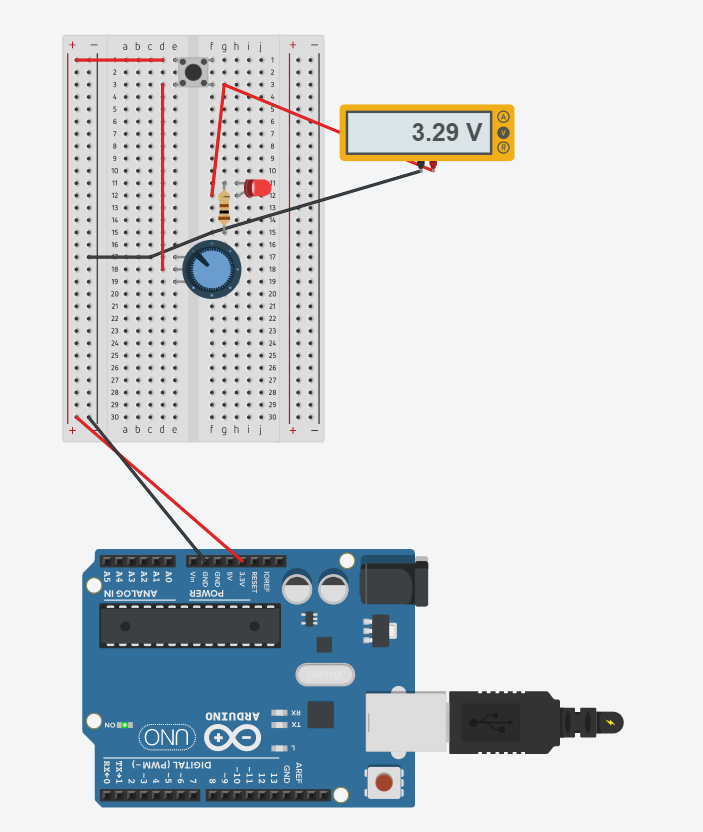 + − a b c d e f g h i j + −
1 1
2 2
3 3
4 4
5 5
6 6
7 7
8 8
9 9
10 10
11 11
12 12
13 13
14 14
15 15
16 16
17 17
18 18
19 19
20 20
21 21
22 22
23 23
24 24
25 25
26 26
27 27
28 28
29 29
30 30
+ − a b c d e f g h i j + −
3.29 V
A
V
R
A5 A4 A3 A2 A1 A0 Vin GND GND 5V 3.3V RESET IOREF
ANALOG IN POWER
ON
UNO
ARDUINO
RX
TX
L
DIGITAL (PWM~)
RX←0 TX→1 2 ~3 4 ~5 ~6 7 8 ~9 ~10 ~11 12 13 GND AREF